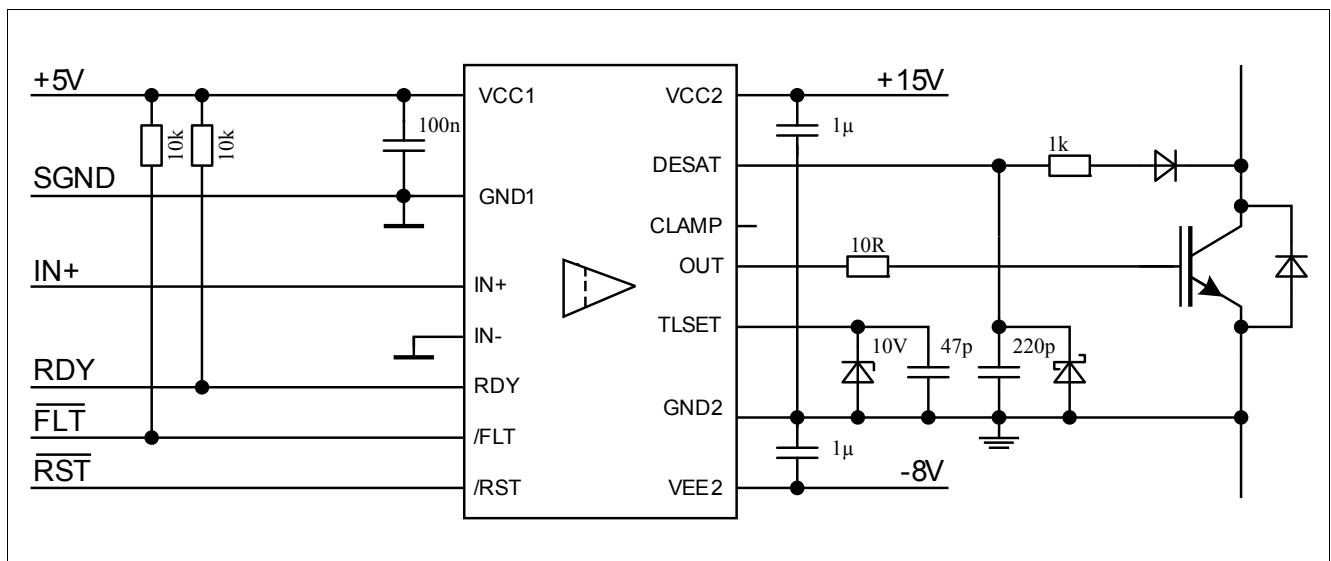 +5V
10k
10k
100n
SGND
IN+
RDY
FLT
RST
VCC1
GND1
IN+
IN-
RDY
/FLT
/RST
VCC2
DESAT
CLAMP
OUT
TLSET
GND2
VEE2
+15V
1µ
1k
10R
10V
47p
220p
1µ
-8V